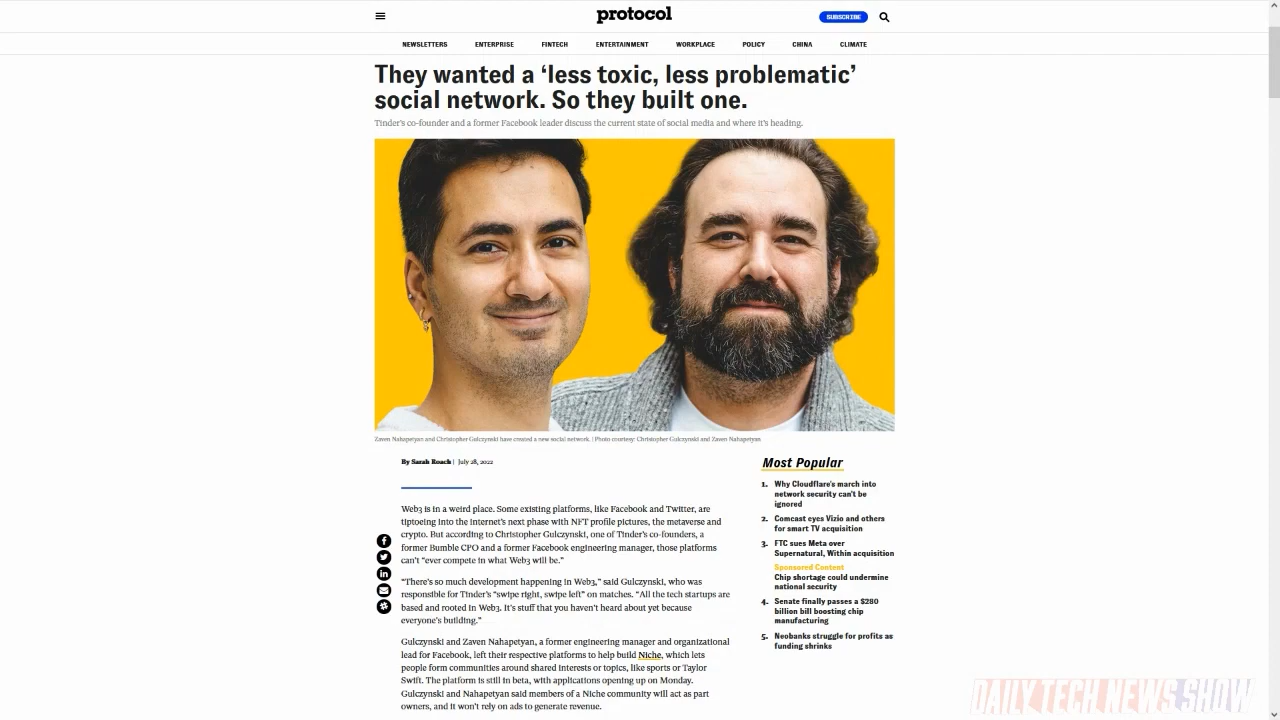 protocol
SUBSCRIBE
NEWSLETTERS ENTERPRISE FINTECH ENTERTAINMENT WORKPLACE POLICY CHINA CLIMATE
They wanted a ‘less toxic, less problematic’
social network. So they built one.
Tinder's co-founder and a former Facebook leader discuss the current state of social media and where it's heading.
Zaven Nahapetyan and Christopher Gulczynski have created a new social network. | Photo courtesy: Christopher Gulczynski and Zaven Nahapetyan
By Sarah Roach | July 28, 2022
Web3 is in a weird place. Some existing platforms, like Facebook and Twitter, are
tiptoeing into the internet's next phase with NFT profile pictures, the metaverse and
crypto. But according to Christopher Gulczynski, one of Tinder's co-founders, a
former Bumble CPO and a former Facebook engineering manager, those platforms
can't “ever compete in what Web3 will be.”
“There's so much development happening in Web3,” said Gulczynski, who was
responsible for Tinder's “swipe right, swipe left” on matches. “All the tech startups are
based and rooted in Web3. It's stuff that you haven't heard about yet because
everyone's building.”
Gulczynski and Zaven Nahapetyan, a former engineering manager and organizational
lead for Facebook, left their respective platforms to help build Niche, which lets
people form communities around shared interests or topics, like sports or Taylor
Swift. The platform is still in beta, with applications opening up on Monday.
Gulczynski and Nahapetyan said members of a Niche community will act as part
owners, and it won't rely on ads to generate revenue.
Most Popular
1. Why Cloudflare's march into
network security can't be
ignored
2. Comcast eyes Vizio and others
for smart TV acquisition
3. FTC sues Meta over
Supernatural, Within acquisition
Sponsored Content
Chip shortage could undermine
national security
4. Senate finally passes a $280
billion bill boosting chip
manufacturing
5. Neobanks struggle for profits as
funding shrinks
DAILY TECH NEWS SHOW